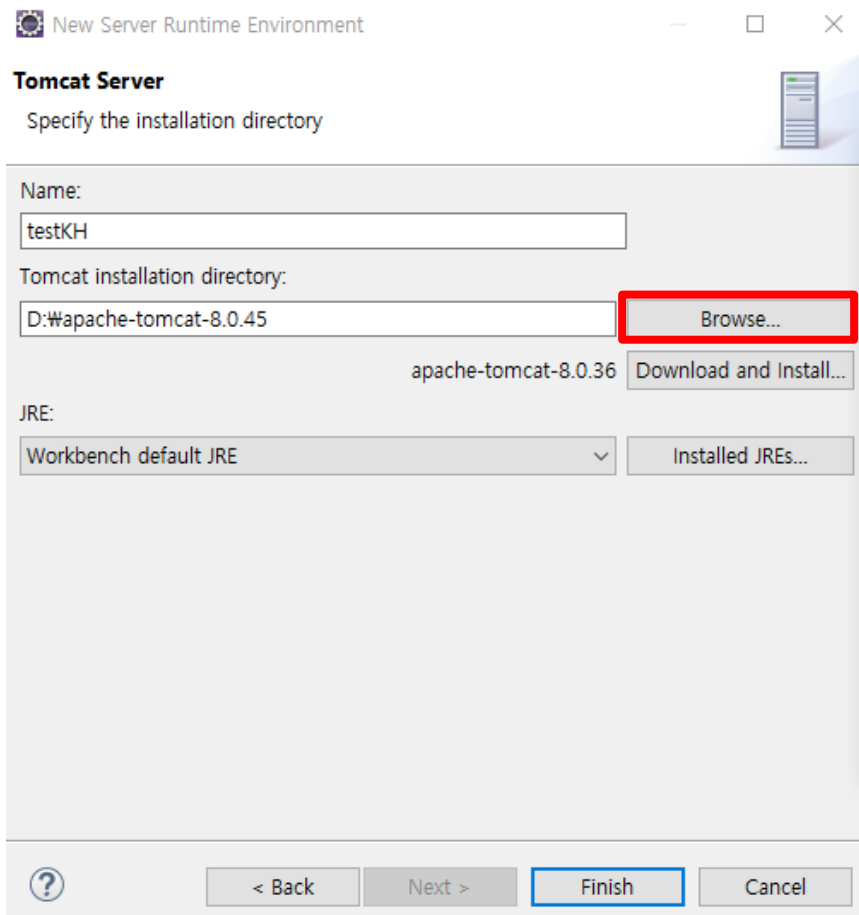 New Server Runtime Environment
Tomcat Server
Specify the installation directory
Name:
testKH
Tomcat installation directory:
D:₩apache-tomcat-8.0.45
Browse...
apache-tomcat-8.0.36 Download and Install...
JRE:
Workbench default JRE
Installed JREs...
?
< Back Next > Finish Cancel